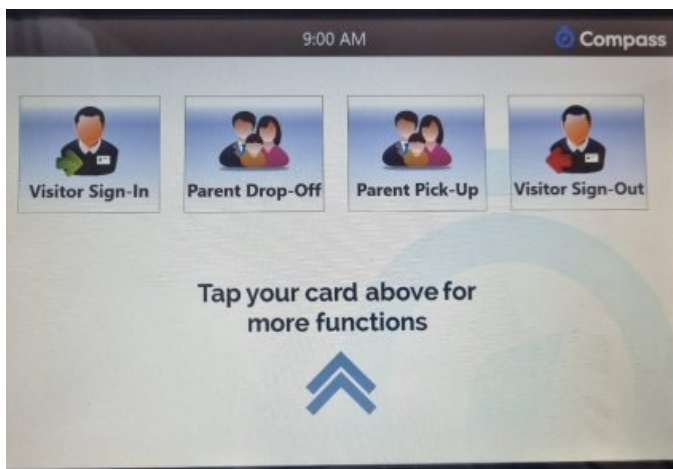 9:00 AM
Compass
Visitor Sign-In
Parent Drop-Off
Parent Pick-Up
Visitor Sign-Out
Tap your card above for
more functions